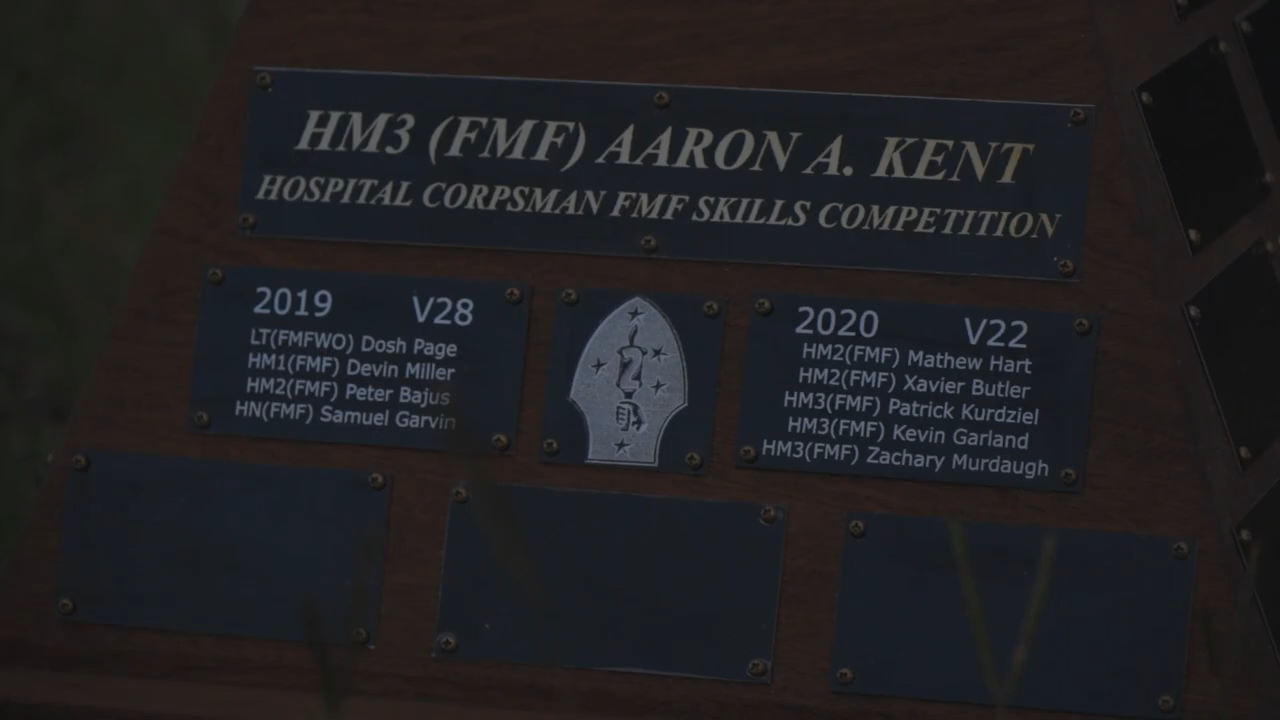 HM3 (FMF) AARON A. KENT
HOSPITAL CORPSMAN FMF SKILLS COMPETITION
2019 V28
LT(FMFWO) Dosh Page
HM1(FMF) Devin Miller
HM2(FMF) Peter Bajus
HN(FMF) Samuel Garvin
2
2020 V22
HM2(FMF) Mathew Hart
HM2(FMF) Xavier Butler
HM3(FMF) Patrick Kurdziel
HM3(FMF) Kevin Garland
HM3(FMF) Zachary Murdaugh